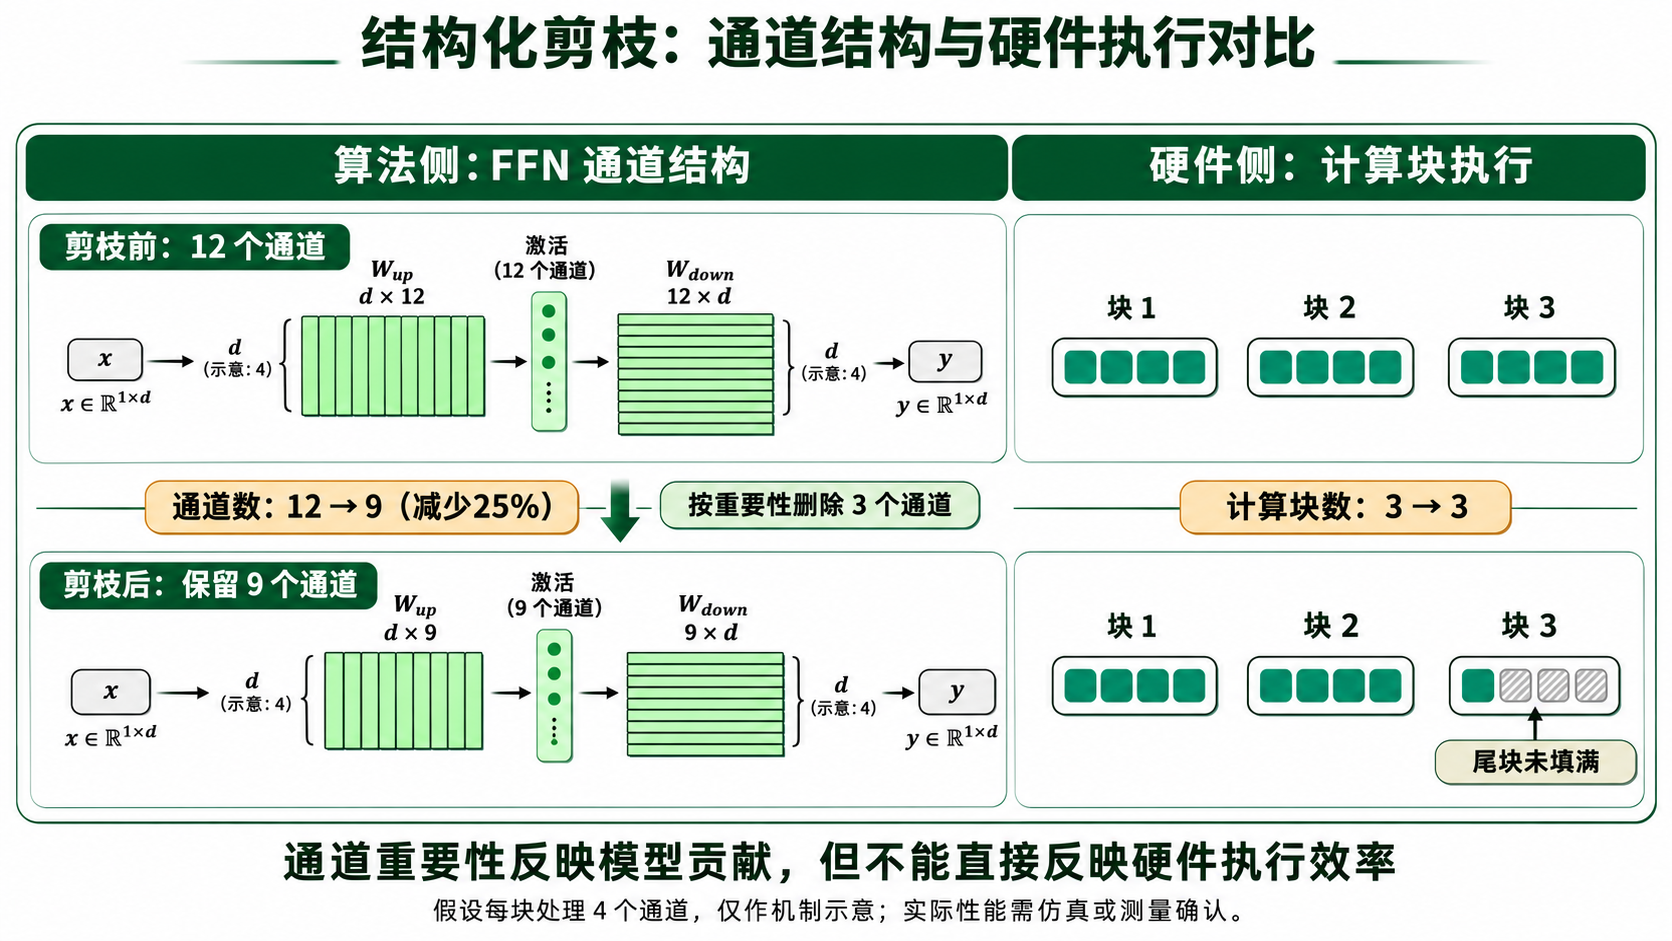 结构化剪枝：通道结构与硬件执行对比
算法侧：FFN 通道结构
硬件侧：计算块执行
剪枝前：12 个通道
x
x ∈ ℝ^{1×d}
d
（示意：4）
W_{up}
d × 12
激活
（12 个通道）
W_{down}
12 × d
d
（示意：4）
y
y ∈ ℝ^{1×d}
块 1
块 2
块 3
通道数：12 → 9（减少25%）
按重要性删除 3 个通道
计算块数：3 → 3
剪枝后：保留 9 个通道
x
x ∈ ℝ^{1×d}
d
（示意：4）
W_{up}
d × 9
激活
（9 个通道）
W_{down}
9 × d
d
（示意：4）
y
y ∈ ℝ^{1×d}
块 1
块 2
块 3
尾块未填满
通道重要性反映模型贡献，但不能直接反映硬件执行效率
假设每块处理 4 个通道，仅作机制示意；实际性能需仿真或测量确认。